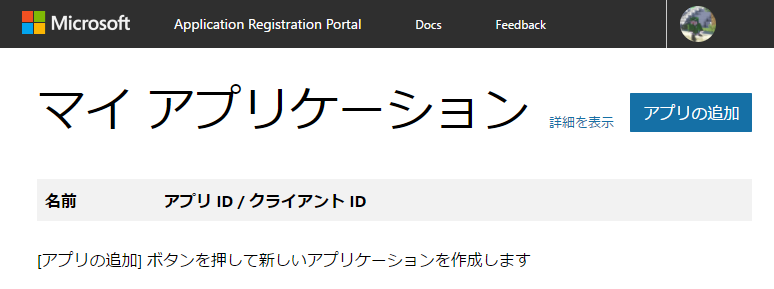 Microsoft Application Registration Portal Docs Feedback
マイ アプリケーション 詳細を表示 アプリの追加
名前 アプリ ID / クライアント ID
[アプリの追加] ボタンを押して新しいアプリケーションを作成します